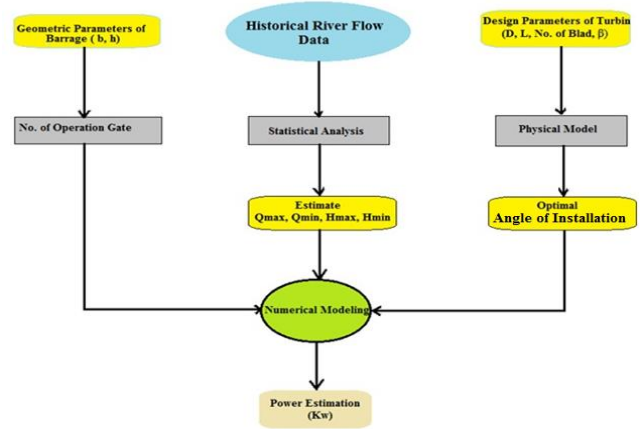 Geometric Parameters of
Barrage ( b, h)
Historical River Flow
Data
Design Parameters of Turbin
(D, L, No. of Blad, β)
No. of Operation Gate
Statistical Analysis
Physical Model
Estimate
Qmax, Qmin, Hmax, Hmin
Optimal
Angle of Installation
Numerical Modeling
Power Estimation
(Kw)